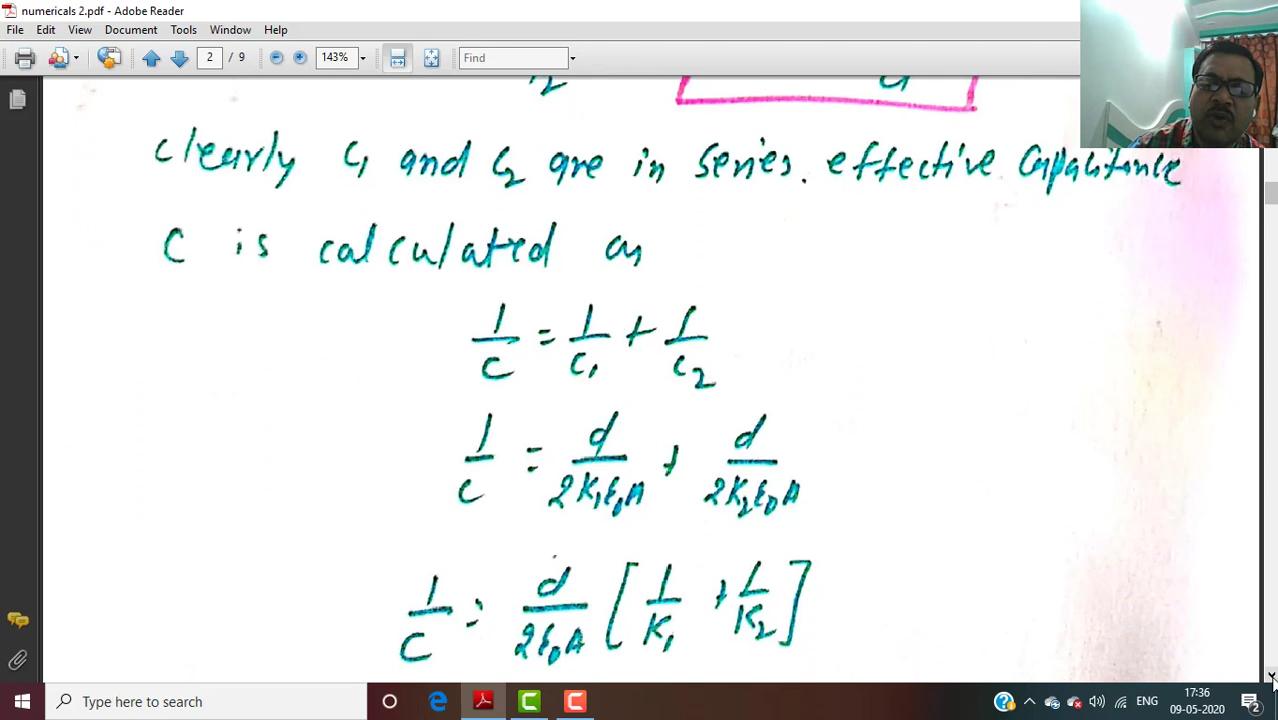 numericals 2.pdf - Adobe Reader
File Edit View Document Tools Window Help
2 / 9 143% Find
clearly C1 and C2 are in series. effective capacitance
C is calculated as
1/C = 1/C1 + 1/C2
1/C = d/2K1ε0A + d/2K2ε0A
1/C = d/2ε0A [1/K1 + 1/K2]
Type here to search
ENG
17:36
09-05-2020
2